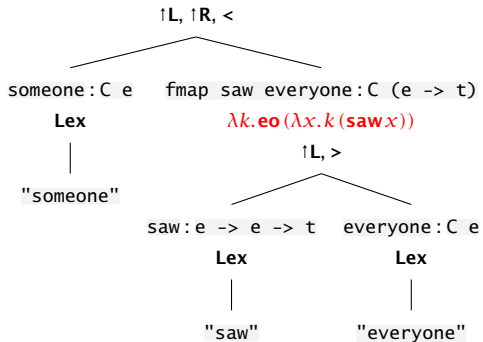 ↑L, ↑R, <
someone : C e fmap saw everyone : C (e -> t)
Lex λk.eo(λx.k(saw x))
↑L, >
"someone"
saw : e -> e -> t everyone : C e
Lex Lex
"saw" "everyone"